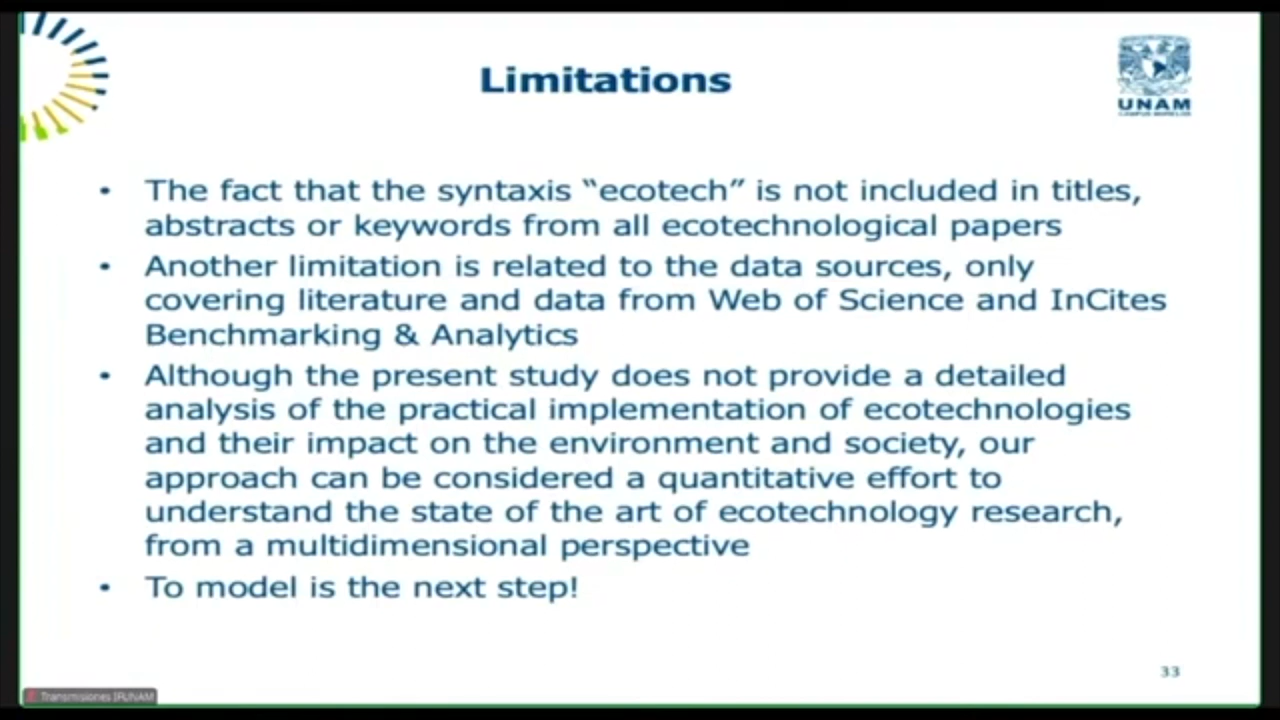 Limitations
UNAM
• The fact that the syntaxis “ecotech” is not included in titles,
abstracts or keywords from all ecotechnological papers
• Another limitation is related to the data sources, only
covering literature and data from Web of Science and InCites
Benchmarking & Analytics
• Although the present study does not provide a detailed
analysis of the practical implementation of ecotechnologies
and their impact on the environment and society, our
approach can be considered a quantitative effort to
understand the state of the art of ecotechnology research,
from a multidimensional perspective
• To model is the next step!
33
Transmisiones IRUNAM